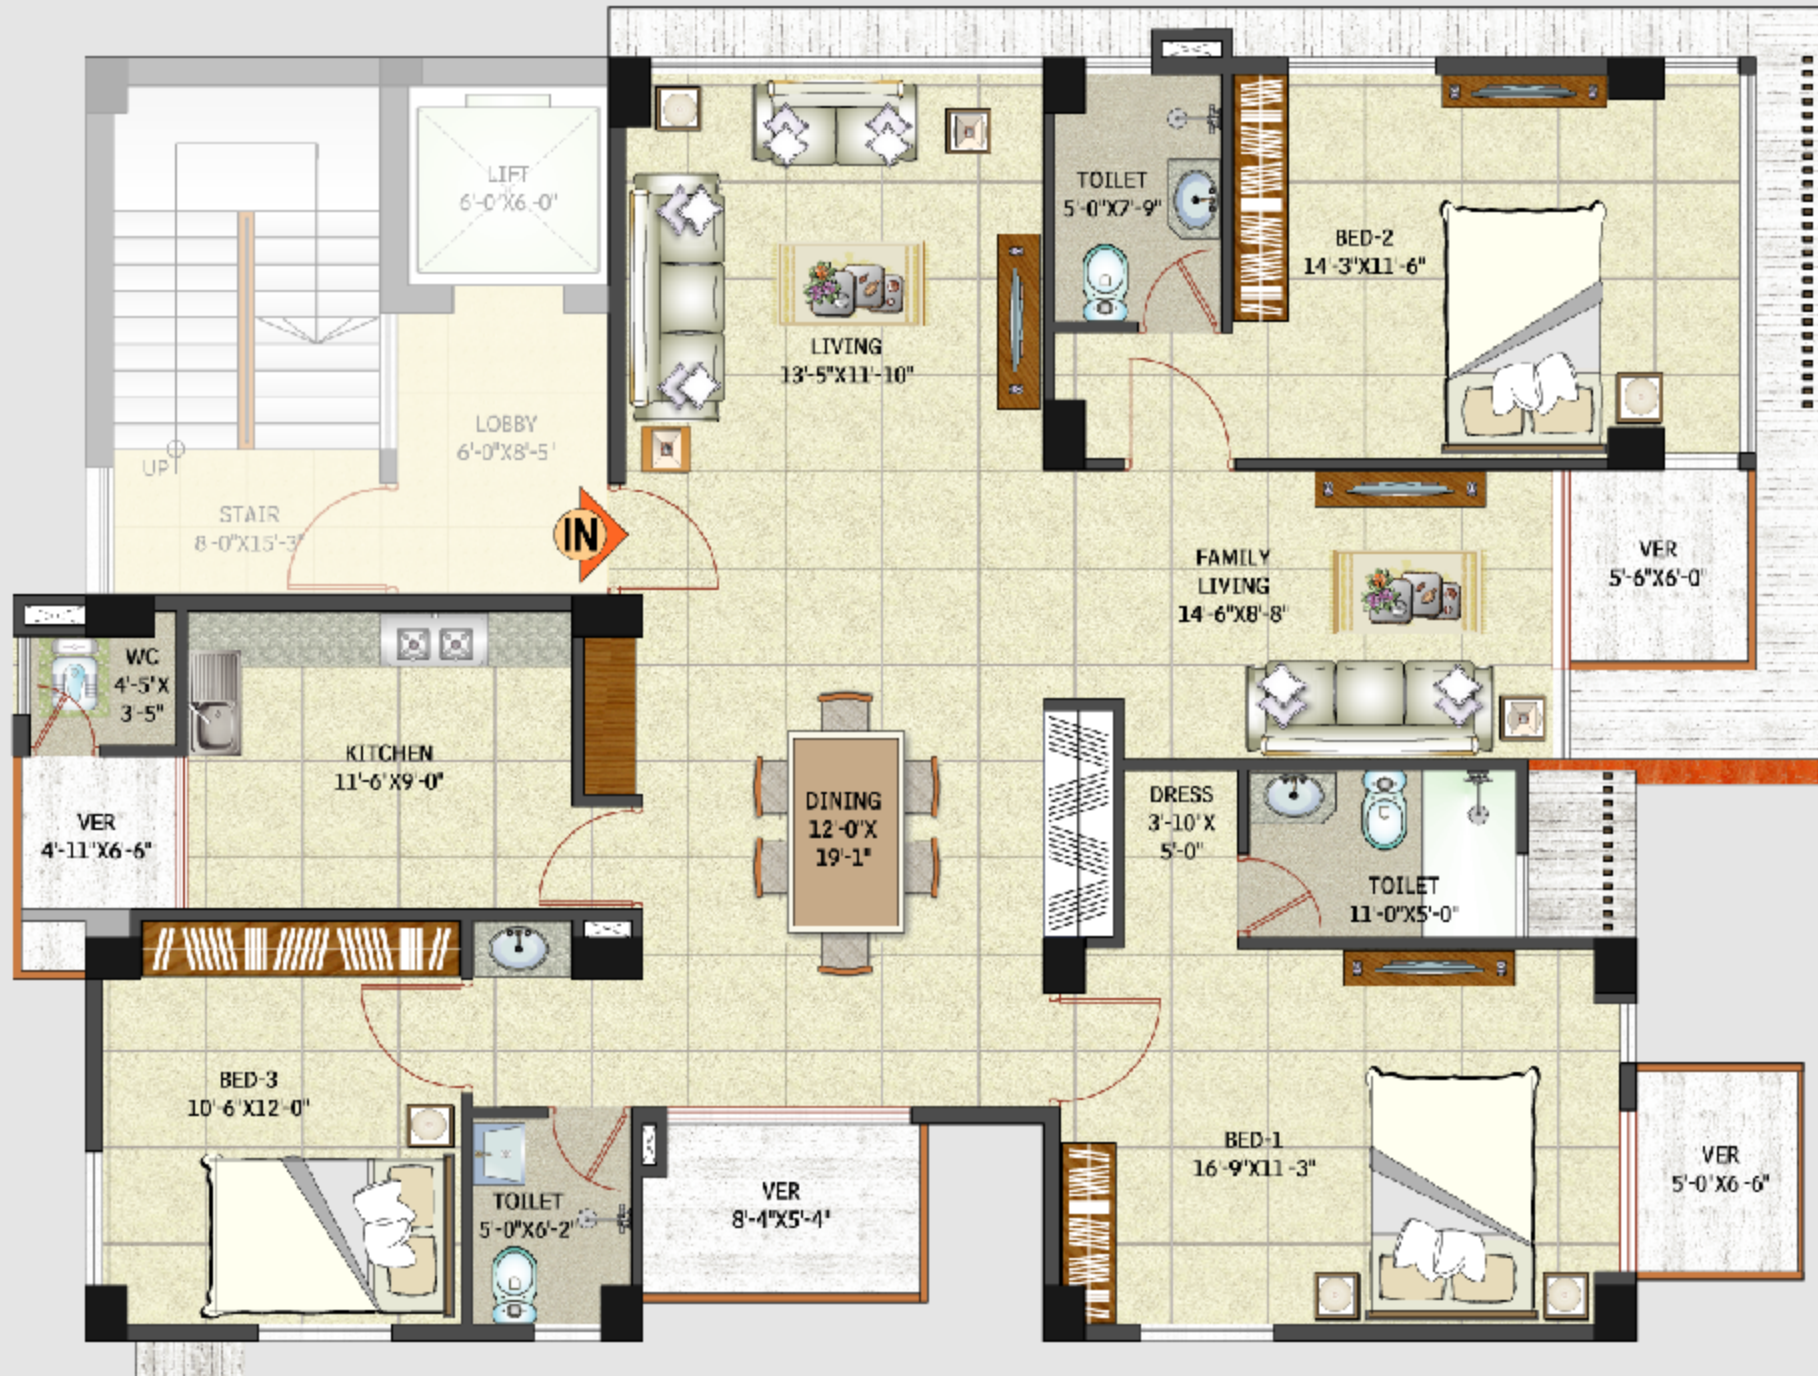 LIFT
6'-0"X6'-0"
TOILET
5'-0"X7'-9"
BED-2
14'-3"X11'-6"
LIVING
13'-5"X11'-10"
LOBBY
6'-0"X8'-5"
UP
STAIR
8'-0"X15'-3"
IN
FAMILY
LIVING
14'-6"X8'-8"
VER
5'-6"X6'-0"
WC
4'-5"X
3'-5"
KITCHEN
11'-6"X9'-0"
VER
4'-11"X6'-6"
DINING
12'-0"X
19'-1"
DRESS
3'-10"X
5'-0"
TOILET
11'-0"X5'-0"
BED-3
10'-6"X12'-0"
TOILET
5'-0"X6'-2"
VER
8'-4"X5'-4"
BED-1
16'-9"X11'-3"
VER
5'-0"X6'-6"